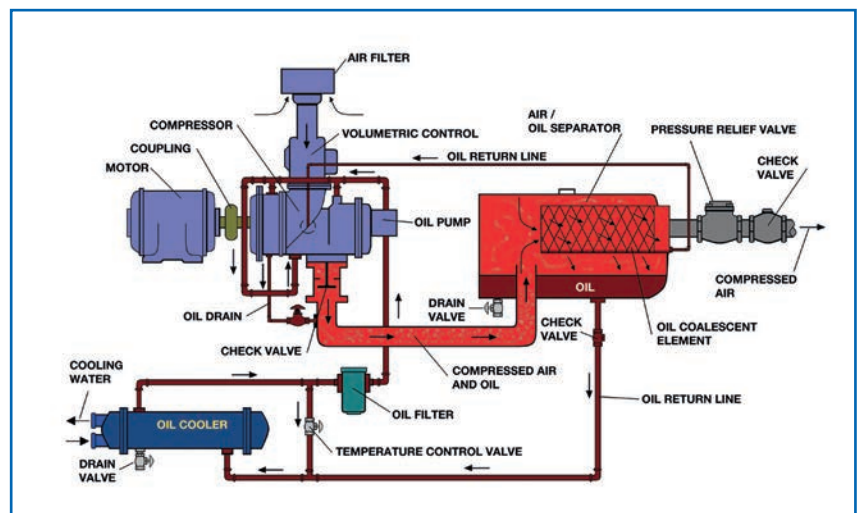 AIR FILTER
COMPRESSOR
VOLUMETRIC CONTROL
COUPLING
MOTOR
OIL RETURN LINE
AIR /
OIL SEPARATOR
PRESSURE RELIEF VALVE
CHECK
VALVE
OIL PUMP
COMPRESSED
AIR
OIL
DRAIN
VALVE
OIL DRAIN
CHECK VALVE
COMPRESSED AIR
AND OIL
CHECK
VALVE
OIL COALESCENT
ELEMENT
COOLING
WATER
OIL COOLER
OIL FILTER
OIL RETURN LINE
TEMPERATURE CONTROL VALVE
DRAIN
VALVE